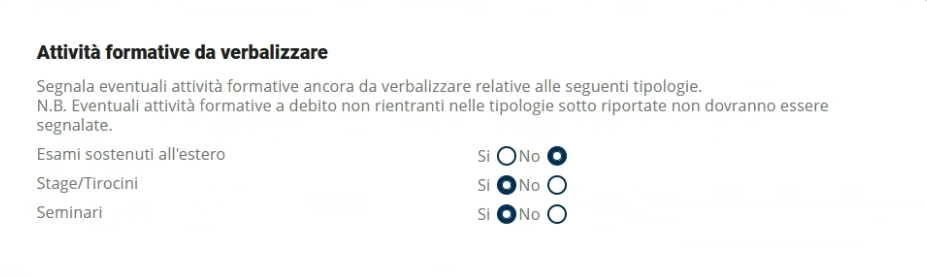 Attività formative da verbalizzare
Segnala eventuali attività formative ancora da verbalizzare relative alle seguenti tipologie.
N.B. Eventuali attività formative a debito non rientranti nelle tipologie sotto riportate non dovranno essere
segnalate.
Esami sostenuti all'estero Si No
Stage/Tirocini Si No
Seminari Si No